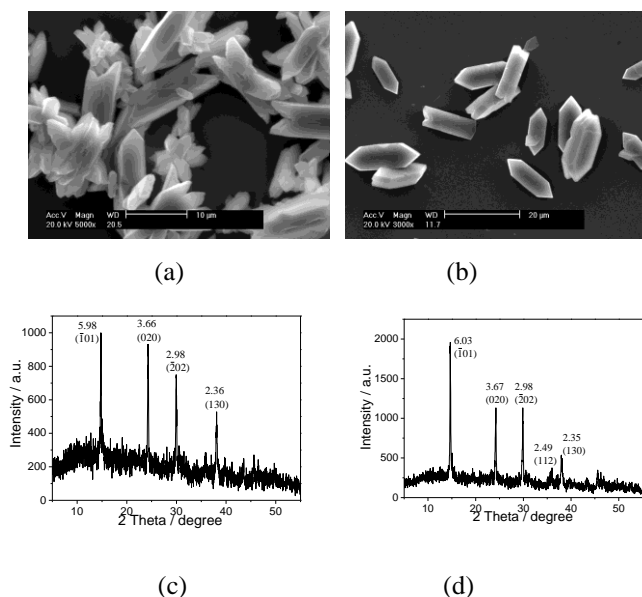 Acc.V Magn WD 10 µm
20.0 kV 5000x 20.5
Acc.V Magn WD 20 µm
20.0 kV 3000x 11.7
(a)
(b)
5.98
(1̄01)
3.66
(020)
2.98
(2̄02)
2.36
(130)
1000
800
600
400
200
0
Intensity / a.u.
10 20 30 40 50
2 Theta / degree
6.03
(1̄01)
3.67
(020)
2.98
(2̄02)
2.49
(112)
2.35
(130)
2000
1500
1000
500
0
Intensity / a.u.
10 20 30 40 50
2 Theta / degree
(c)
(d)